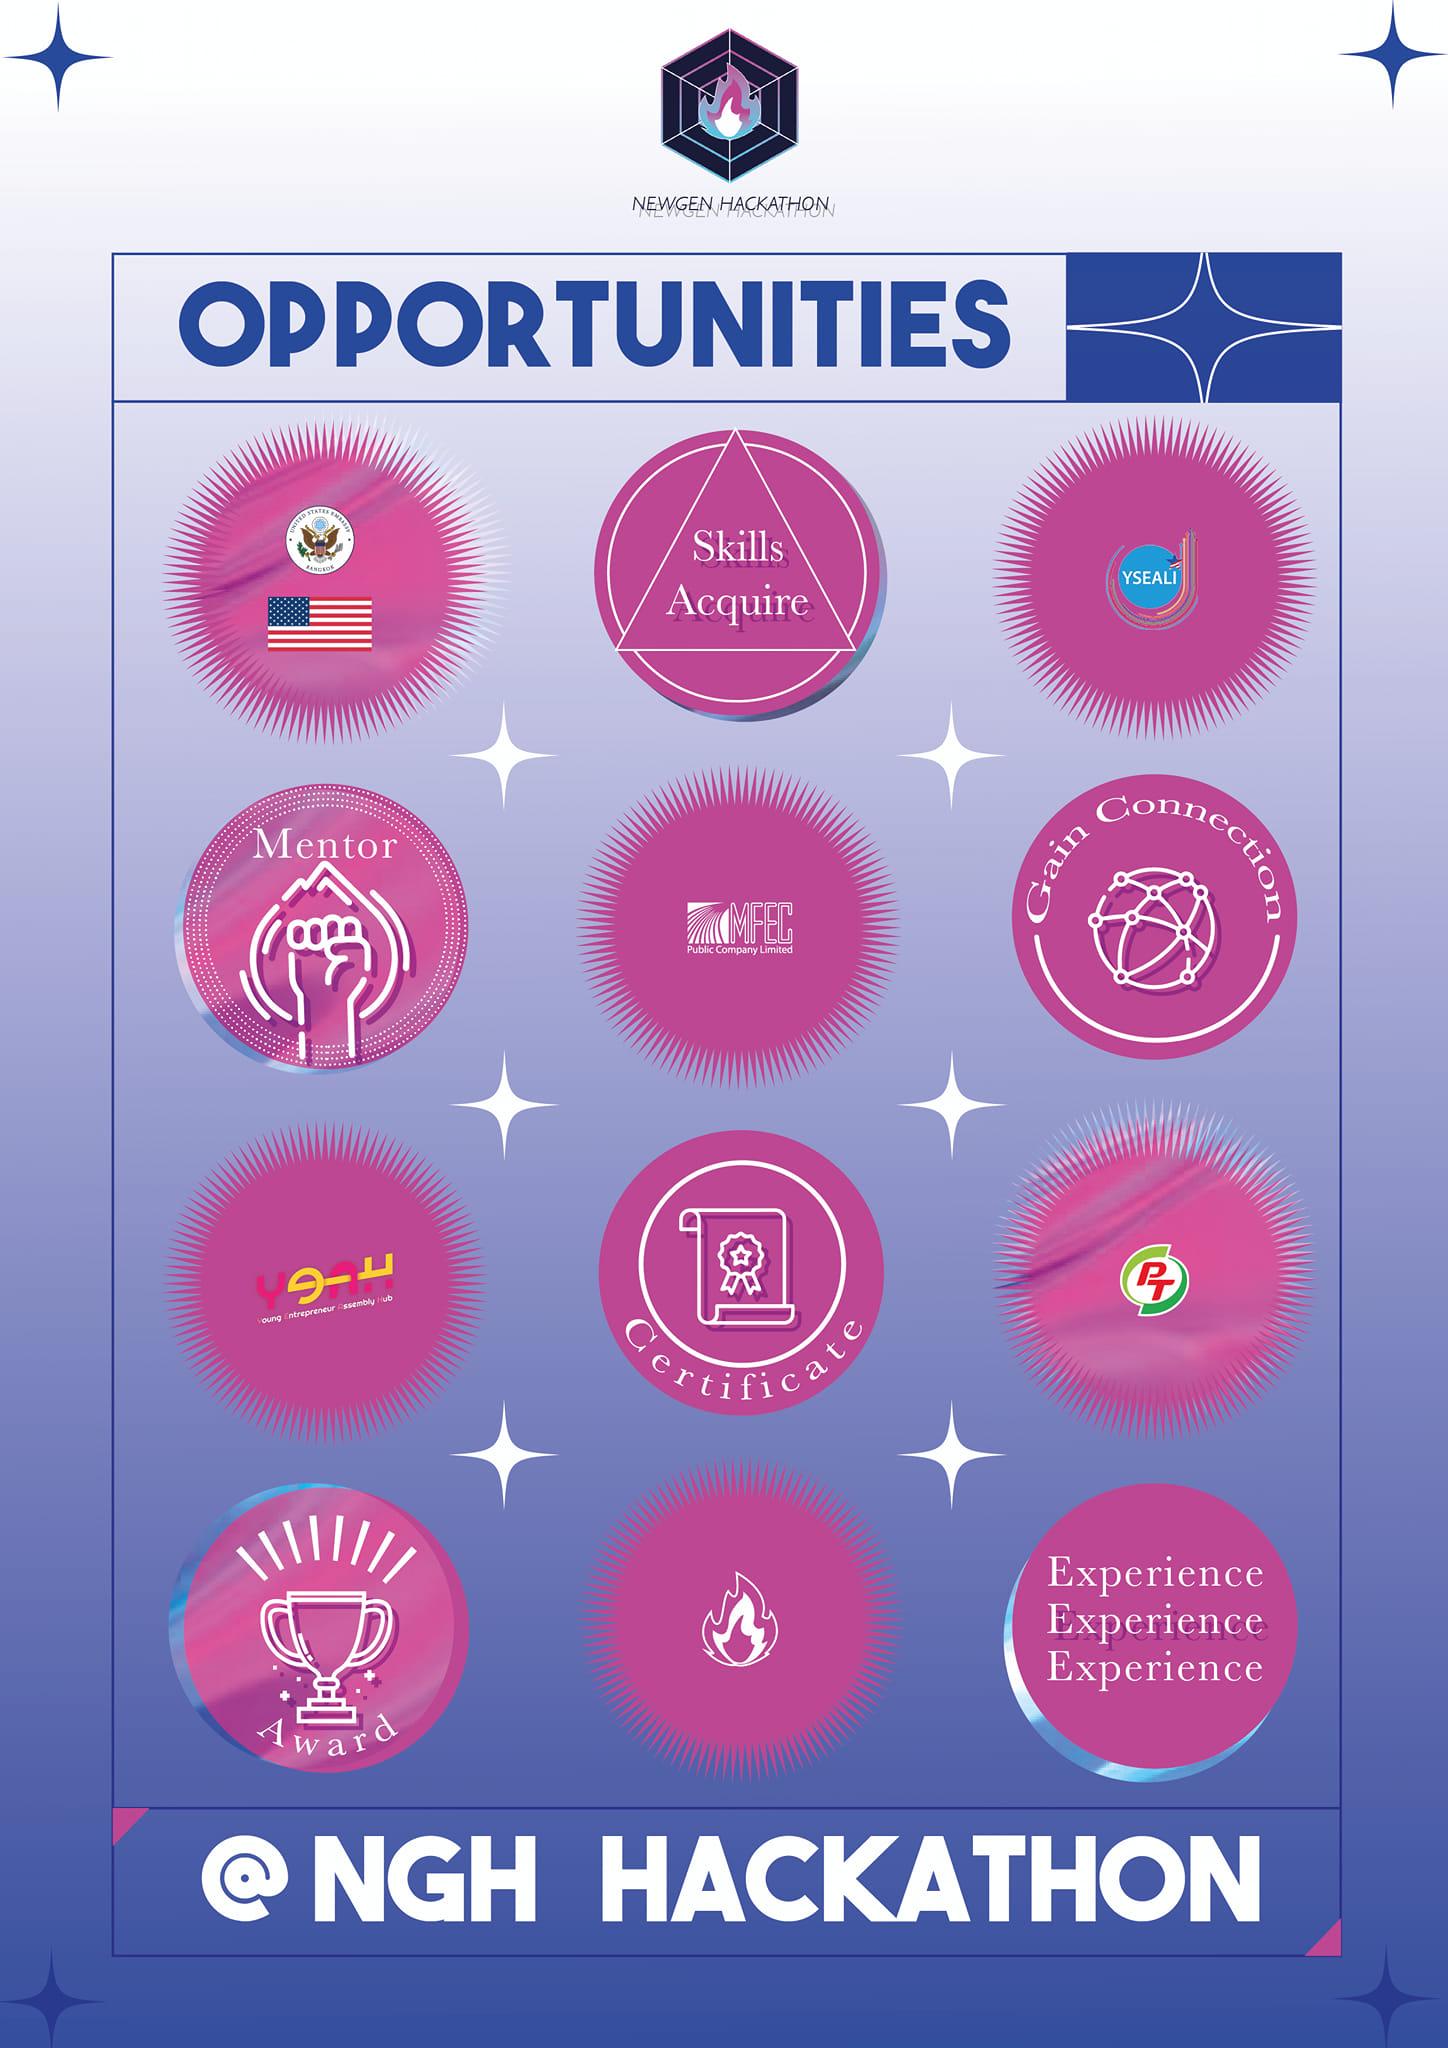 NEWGEN HACKATHON
OPPORTUNITIES
UNITED STATES EMBASSY
BANGKOK
Skills
Acquire
YSEALI
Mentor
MFEC
Public Company Limited
Gain Connection
YEAH
Young Entrepreneur Assembly Hub
Certificate
PT
Award
Experience
Experience
Experience
@NGH HACKATHON